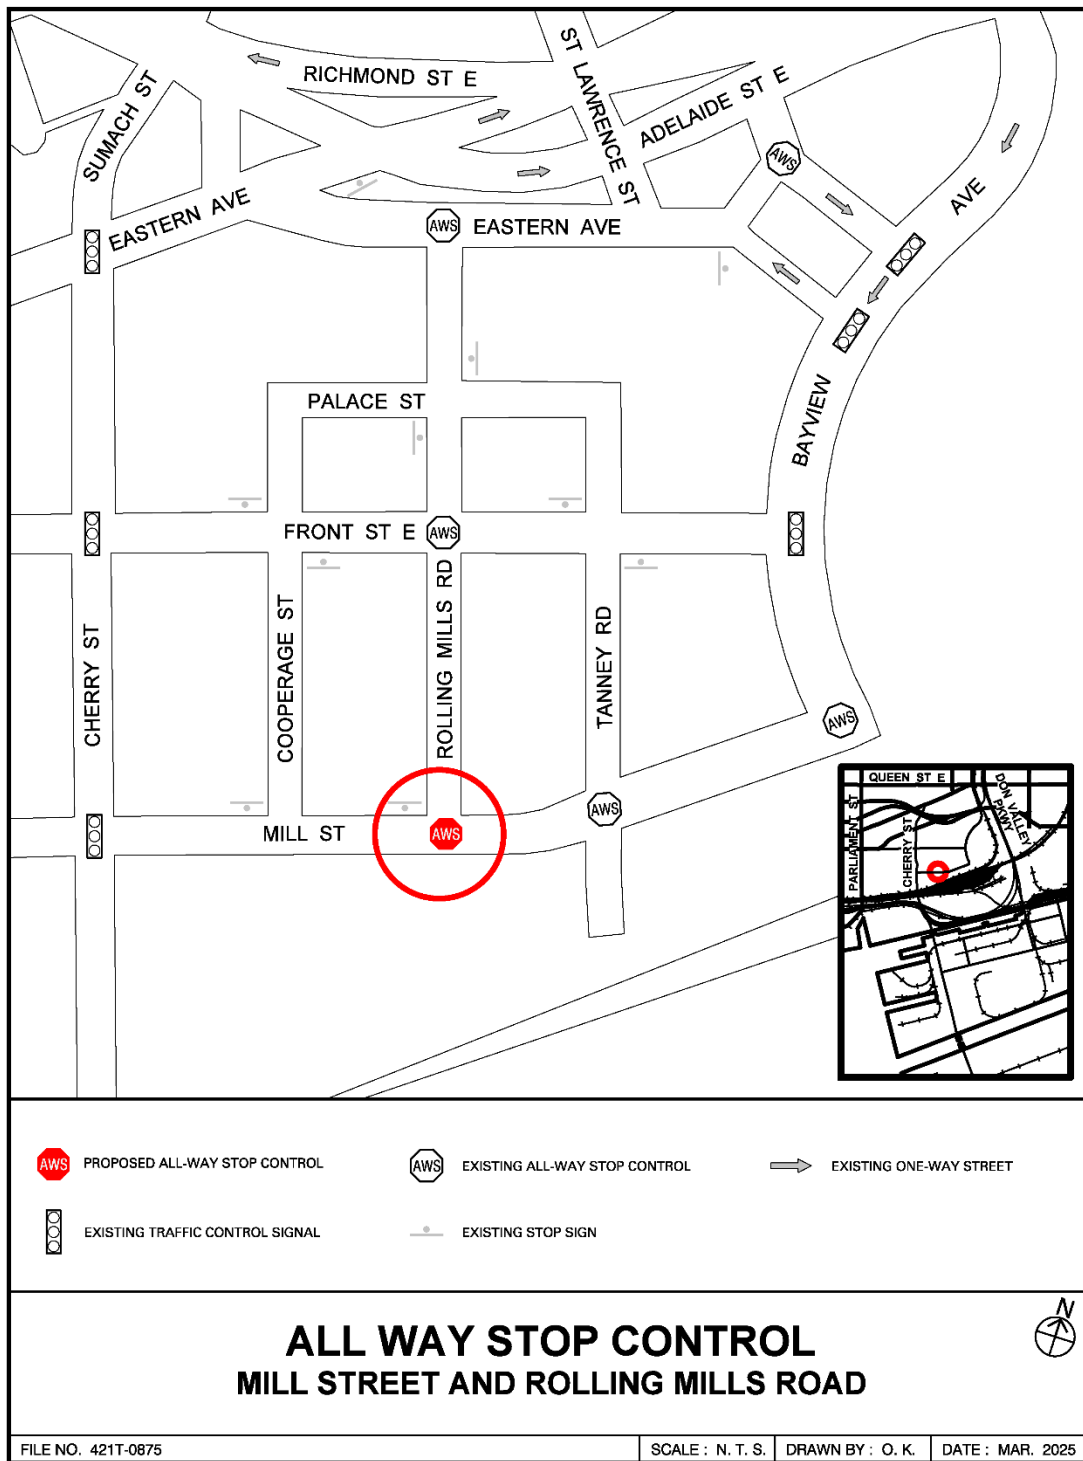 RICHMOND ST E
ST LAWRENCE ST
ADELAIDE ST E
SUMACH ST
AWS
EASTERN AVE
AWS
EASTERN AVE
AVE
BAYVIEW
PALACE ST
FRONT ST E
AWS
CHERRY ST
COOPERAGE ST
ROLLING MILLS RD
TANNEY RD
AWS
AWS
MILL ST
AWS
QUEEN ST E
PARLIAMENT ST
CHERRY ST
DON VALLEY
PKWY
AWS PROPOSED ALL-WAY STOP CONTROL
AWS EXISTING ALL-WAY STOP CONTROL
EXISTING ONE-WAY STREET
EXISTING TRAFFIC CONTROL SIGNAL
EXISTING STOP SIGN
N
ALL WAY STOP CONTROL
MILL STREET AND ROLLING MILLS ROAD
FILE NO. 421T-0875
SCALE : N. T. S.
DRAWN BY : O. K.
DATE : MAR. 2025